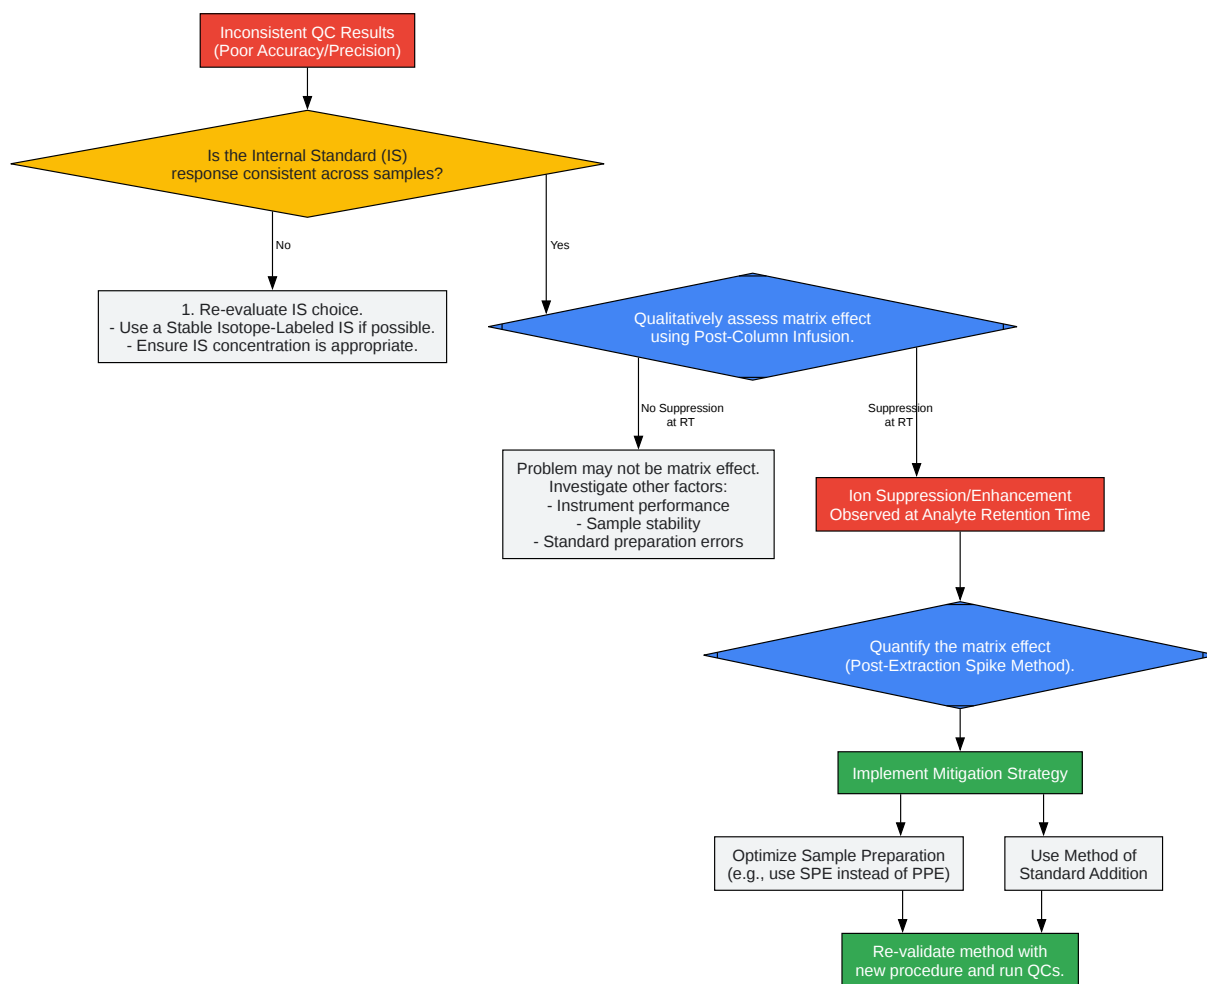 Inconsistent QC Results
(Poor Accuracy/Precision)
Is the Internal Standard (IS)
response consistent across samples?
No
Yes
1. Re-evaluate IS choice.
- Use a Stable Isotope-Labeled IS if possible.
- Ensure IS concentration is appropriate.
Qualitatively assess matrix effect
using Post-Column Infusion.
No Suppression
at RT
Suppression
at RT
Problem may not be matrix effect.
Investigate other factors:
- Instrument performance
- Sample stability
- Standard preparation errors
Ion Suppression/Enhancement
Observed at Analyte Retention Time
Quantify the matrix effect
(Post-Extraction Spike Method).
Implement Mitigation Strategy
Optimize Sample Preparation
(e.g., use SPE instead of PPE)
Use Method of
Standard Addition
Re-validate method with
new procedure and run QCs.